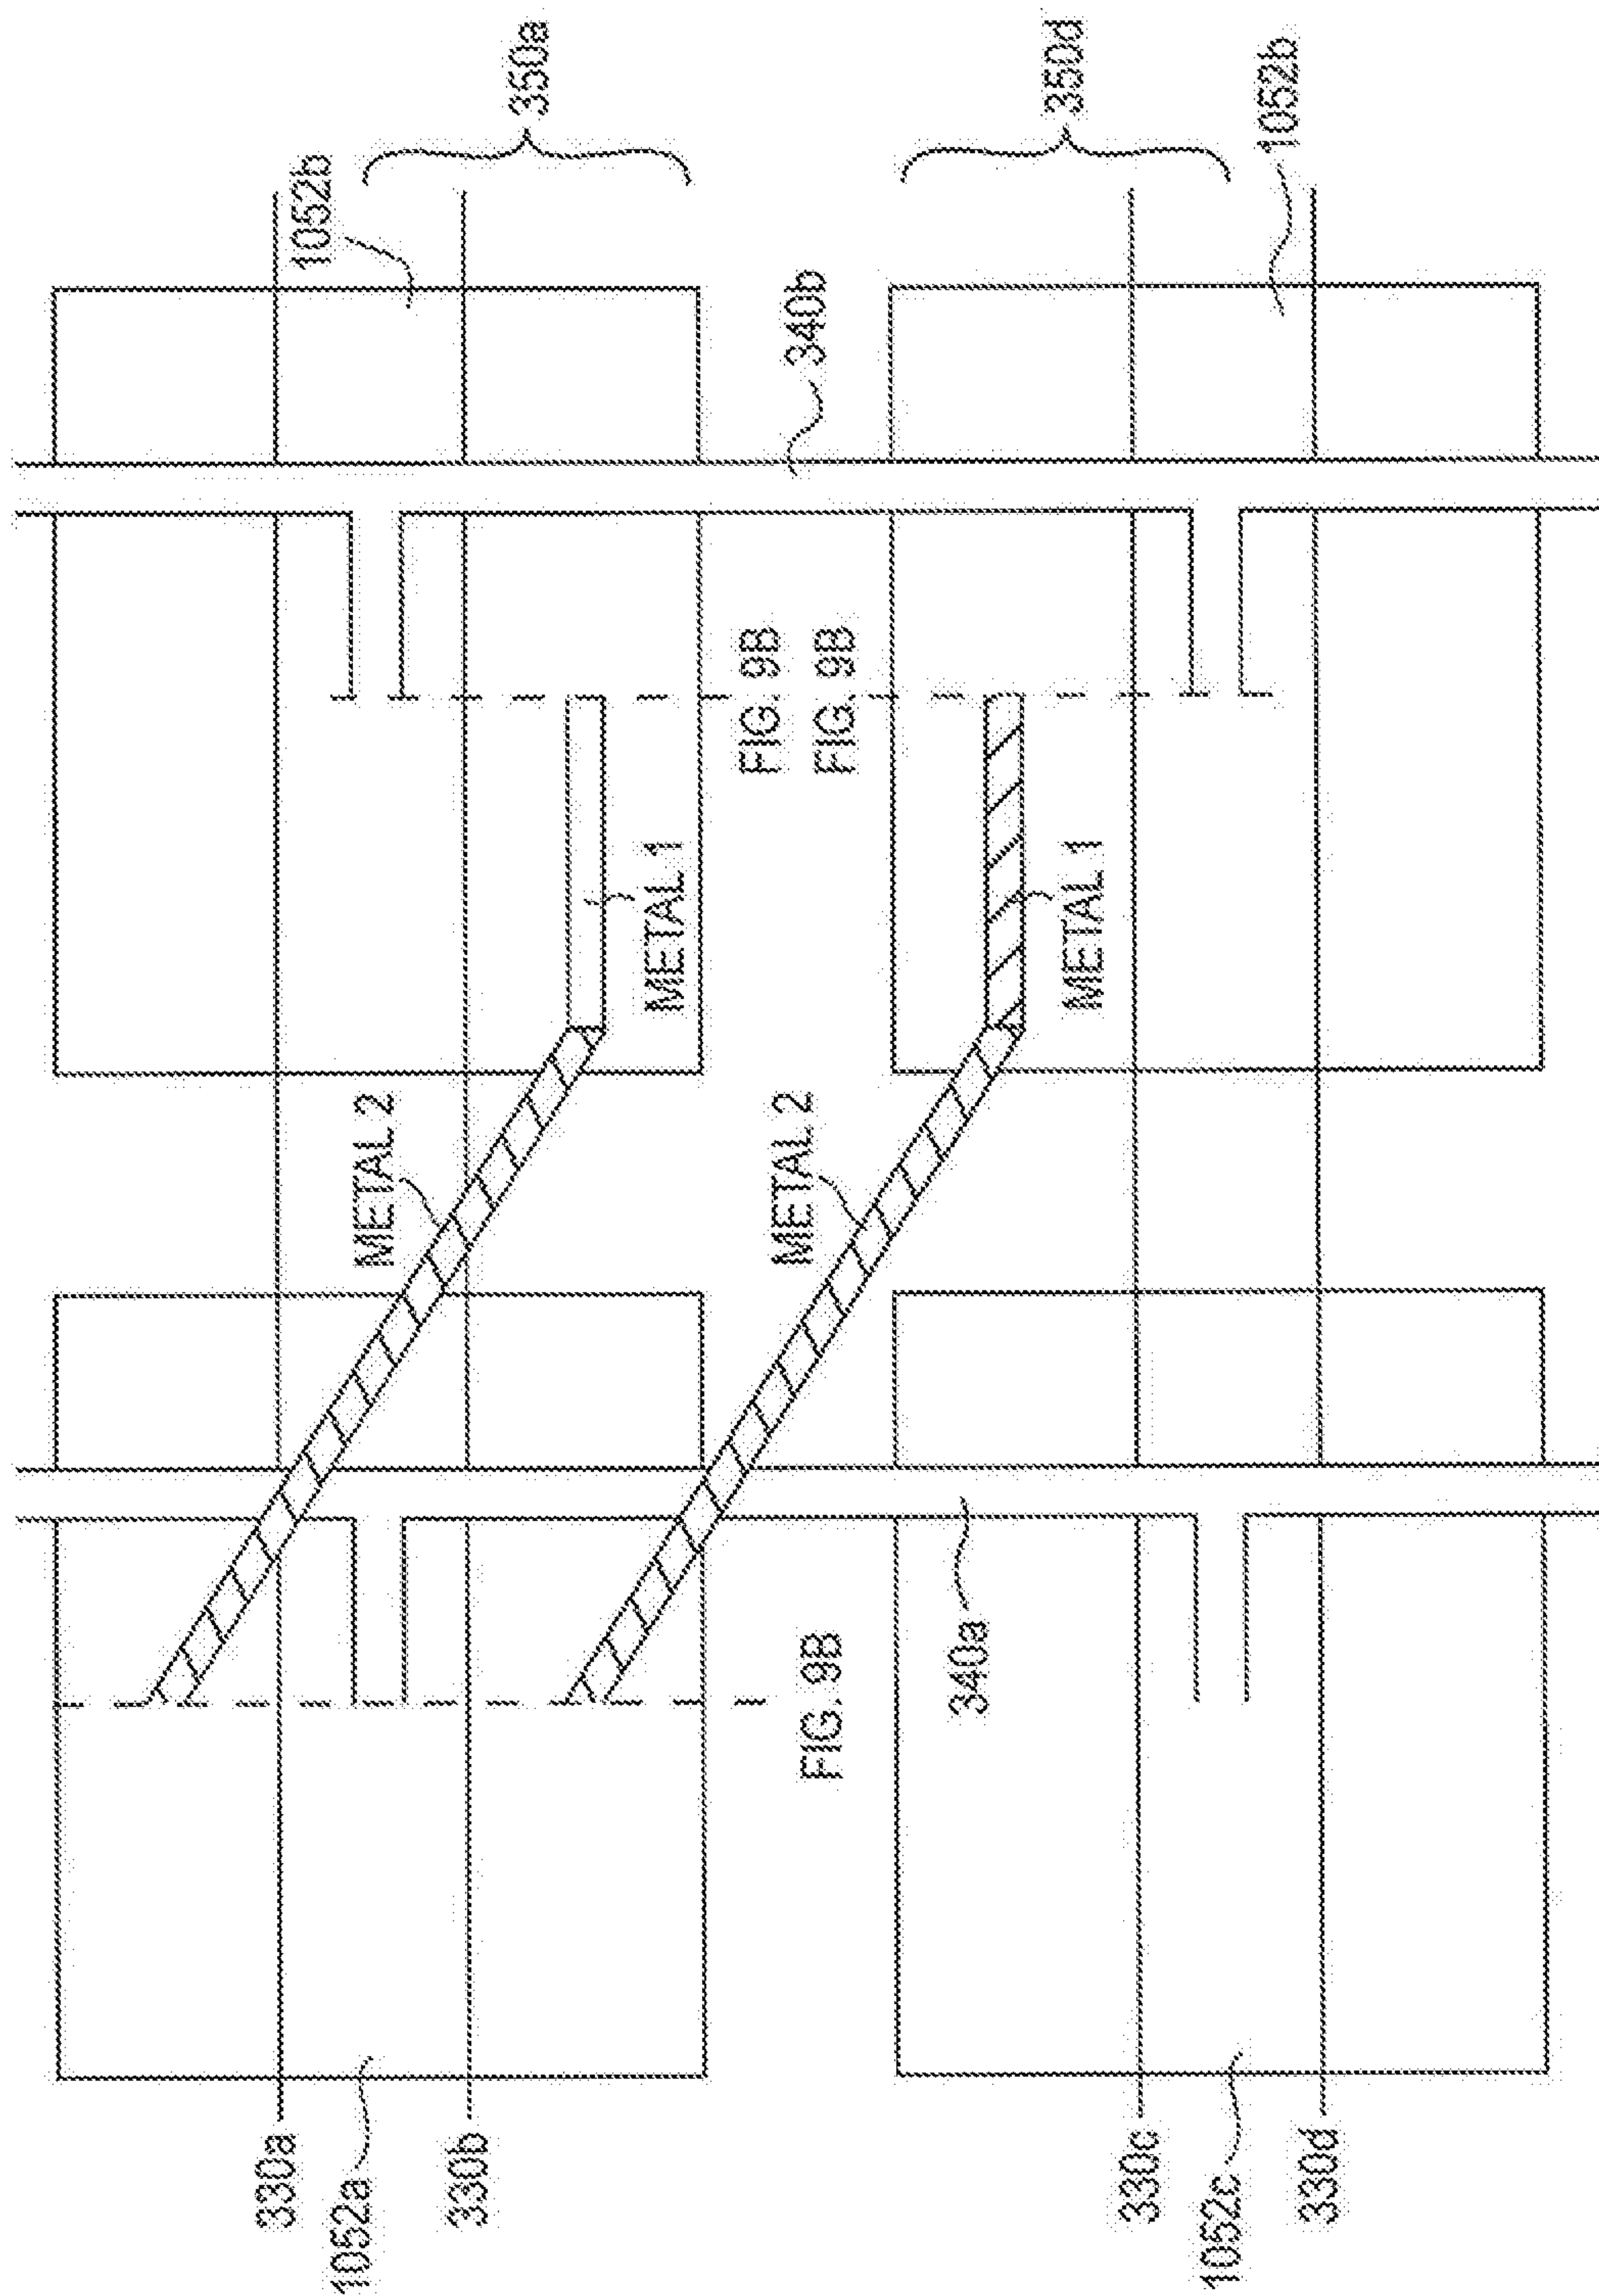 350a
350d
1052b
1052b
340b
FIG. 9B
FIG. 9B
METAL 1
METAL 1
METAL 2
METAL 2
FIG. 9B
340a
330a
1052a
330b
330c
1052c
330d